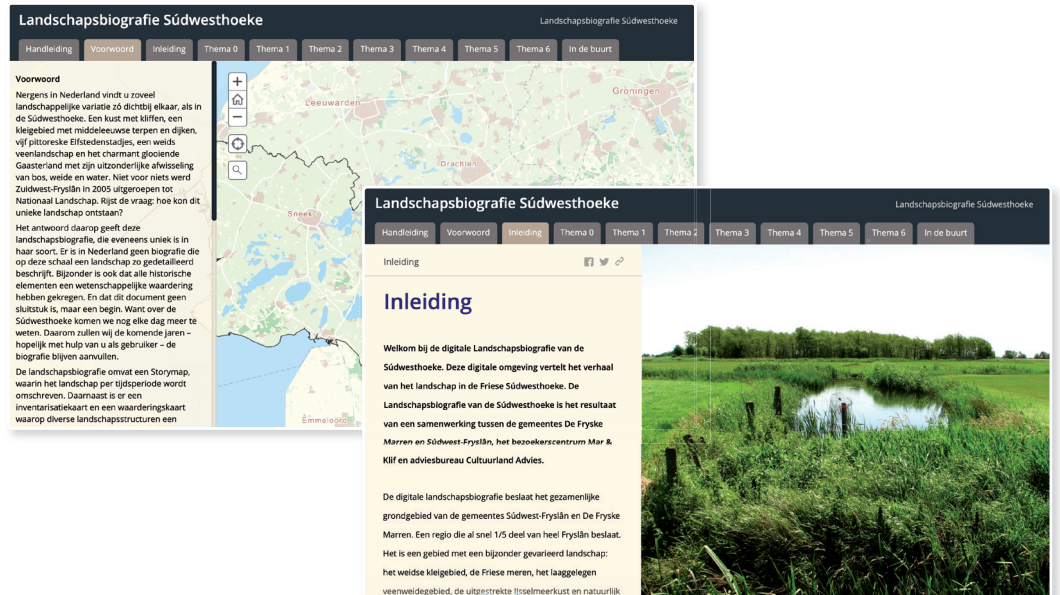 Landschapsbiografie Súdwesthoeke
Landschapsbiografie Súdwesthoeke
Handleiding Voorwoord Inleiding Thema 0 Thema 1 Thema 2 Thema 3 Thema 4 Thema 5 Thema 6 In de buurt
Voorwoord
Nergens in Nederland vindt u zoveel
landschappelijke variatie zó dichtbij elkaar, als in
de Súdwesthoeke. Een kust met kliffen, een
kleigebied met middeleeuwse terpen en dijken,
vijf pittoreske Elfstedenstadjes, een weids
veenlandschap en het charmant glooiende
Gaasterland met zijn uitzonderlijke afwisseling
van bos, weide en water. Niet voor niets werd
Zuidwest-Fryslân in 2005 uitgeroepen tot
Nationaal Landschap. Rijst de vraag: hoe kon dit
unieke landschap ontstaan?
Het antwoord daarop geeft deze
landschapsbiografie, die eveneens uniek is in
haar soort. Er is in Nederland geen biografie die
op deze schaal een landschap zo gedetailleerd
beschrijft. Bijzonder is ook dat alle historische
elementen een wetenschappelijke waardering
hebben gekregen. En dat dit document geen
sluitstuk is, maar een begin. Want over de
Súdwesthoeke komen we nog elke dag meer te
weten. Daarom zullen wij de komende jaren –
hopelijk met hulp van u als gebruiker – de
biografie blijven aanvullen.
De landschapsbiografie omvat een Storymap,
waarin het landschap per tijdsperiode wordt
omschreven. Daarnaast is er een
inventarisatiekaart en een waarderingskaart
waarop diverse landschapsstructuren een
Leeuwarden
Groningen
Drachten
Sneek
Emmeloord
Landschapsbiografie Súdwesthoeke
Landschapsbiografie Súdwesthoeke
Handleiding Voorwoord Inleiding Thema 0 Thema 1 Thema 2 Thema 3 Thema 4 Thema 5 Thema 6 In de buurt
Inleiding
Inleiding
Welkom bij de digitale Landschapsbiografie van de
Súdwesthoeke. Deze digitale omgeving vertelt het verhaal
van het landschap in de Friese Súdwesthoeke. De
Landschapsbiografie van de Súdwesthoeke is het resultaat
van een samenwerking tussen de gemeentes De Fryske
Marren en Súdwest-Fryslân, het bezoekerscentrum Mar &
Klif en adviesbureau Cultuurland Advies.
De digitale landschapsbiografie beslaat het gezamenlijke
grondgebied van de gemeentes Súdwest-Fryslân en De Fryske
Marren. Een regio die al snel 1/5 deel van heel Fryslân beslaat.
Het is een gebied met een bijzonder gevarieerd landschap:
het weidse kleigebied, de Friese meren, het laaggelegen
veenweidegebied, de uitgestrekte IJsselmeerkust en natuurlijk